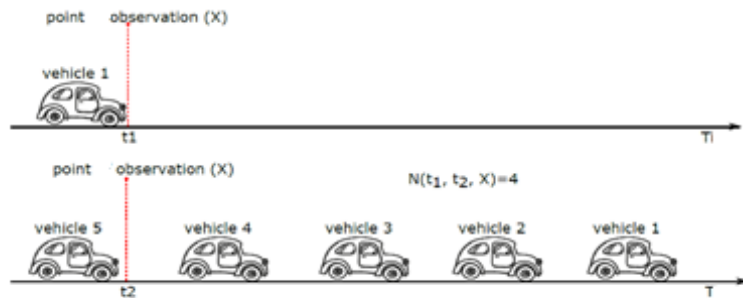 point observation (X)
vehicle 1
t1
Ti
point observation (X)
N(t1, t2, X)=4
vehicle 5 vehicle 4 vehicle 3 vehicle 2 vehicle 1
t2 T